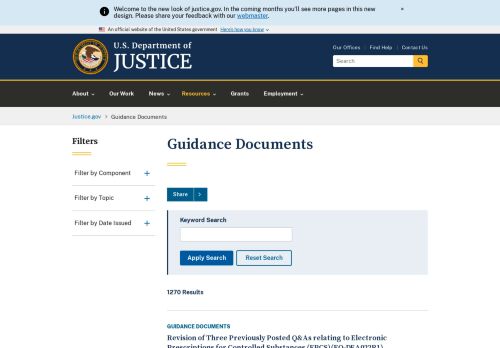 Welcome to the new look of justice.gov. In the coming months you'll see more pages in this new
design. Please share your feedback with our webmaster.
×
An official website of the United States government Here's how you know
U.S. Department of
JUSTICE
Our Offices | Find Help | Contact Us
Search
About
Our Work
News
Resources
Grants
Employment
Justice.gov > Guidance Documents
Filters
Filter by Component +
Filter by Topic +
Filter by Date Issued +
Guidance Documents
Share >
Keyword Search
Apply Search
Reset Search
1270 Results
GUIDANCE DOCUMENTS
Revision of Three Previously Posted Q&As relating to Electronic
Prescriptions for Controlled Substances (EPCS)(EO-DEA022R1)